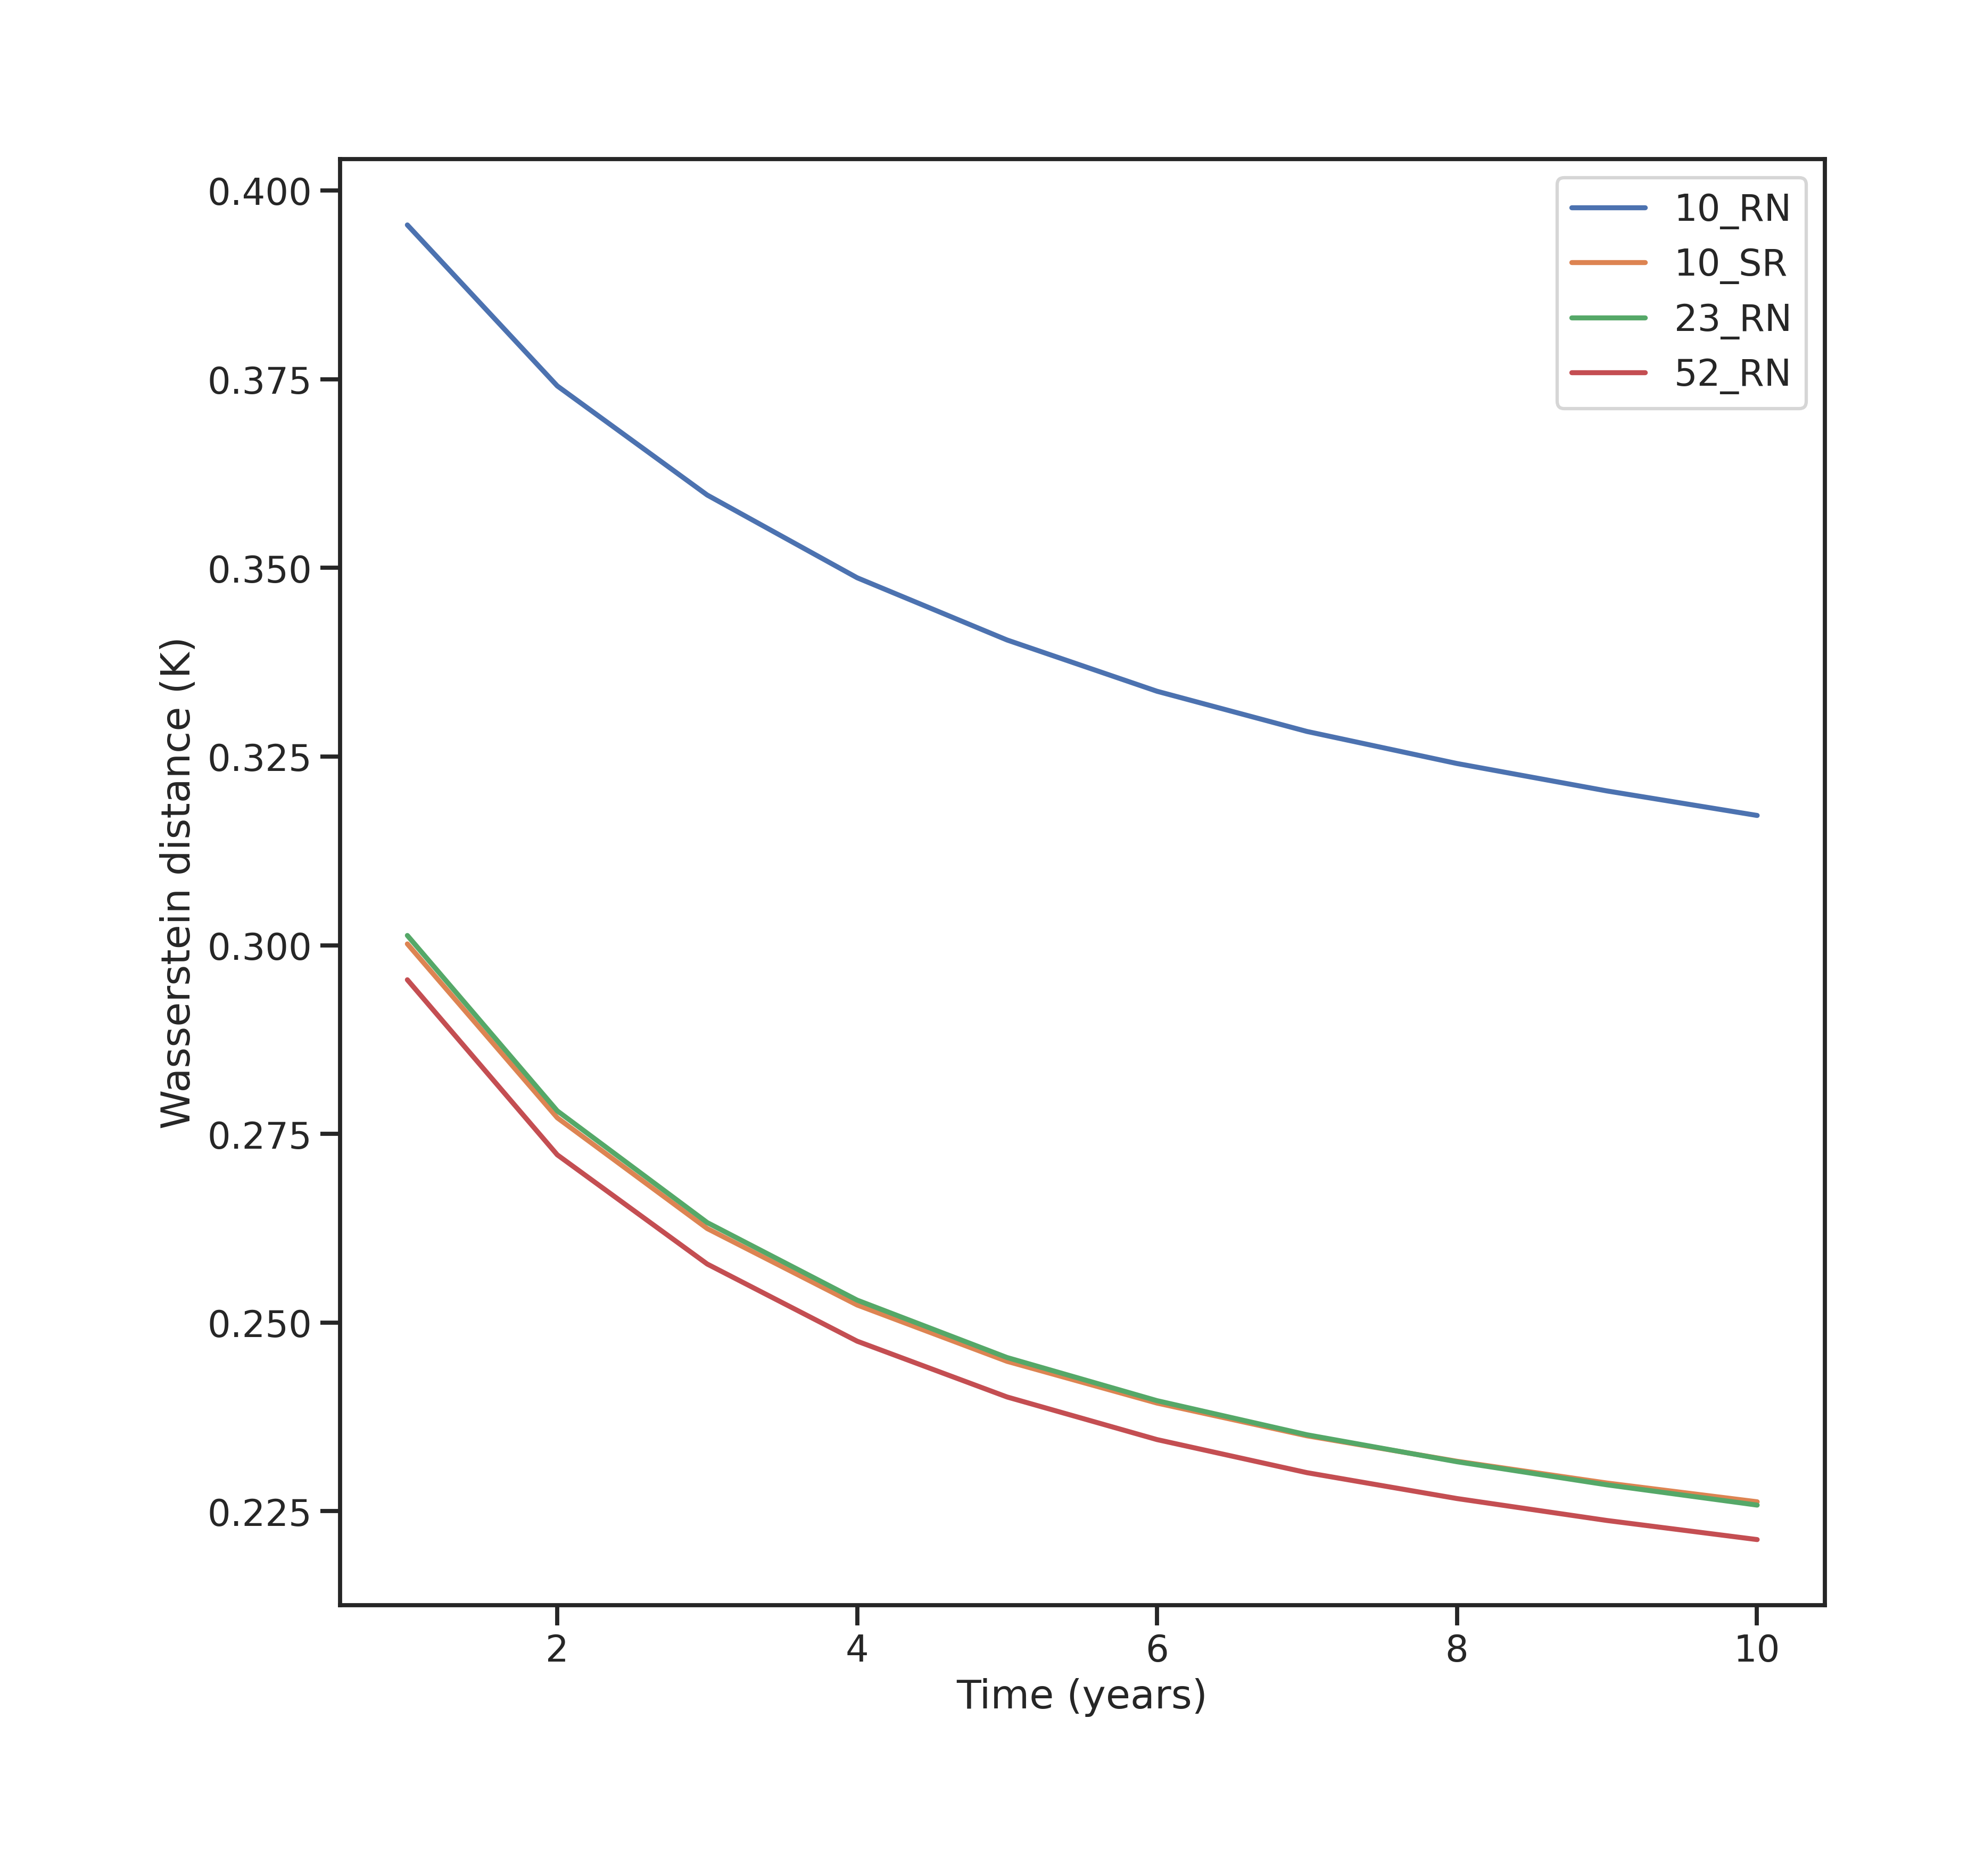 0.400
0.375
0.350
0.325
0.300
0.275
0.250
0.225
Wasserstein distance (K)
10_RN
10_SR
23_RN
52_RN
2 4 6 8 10
Time (years)